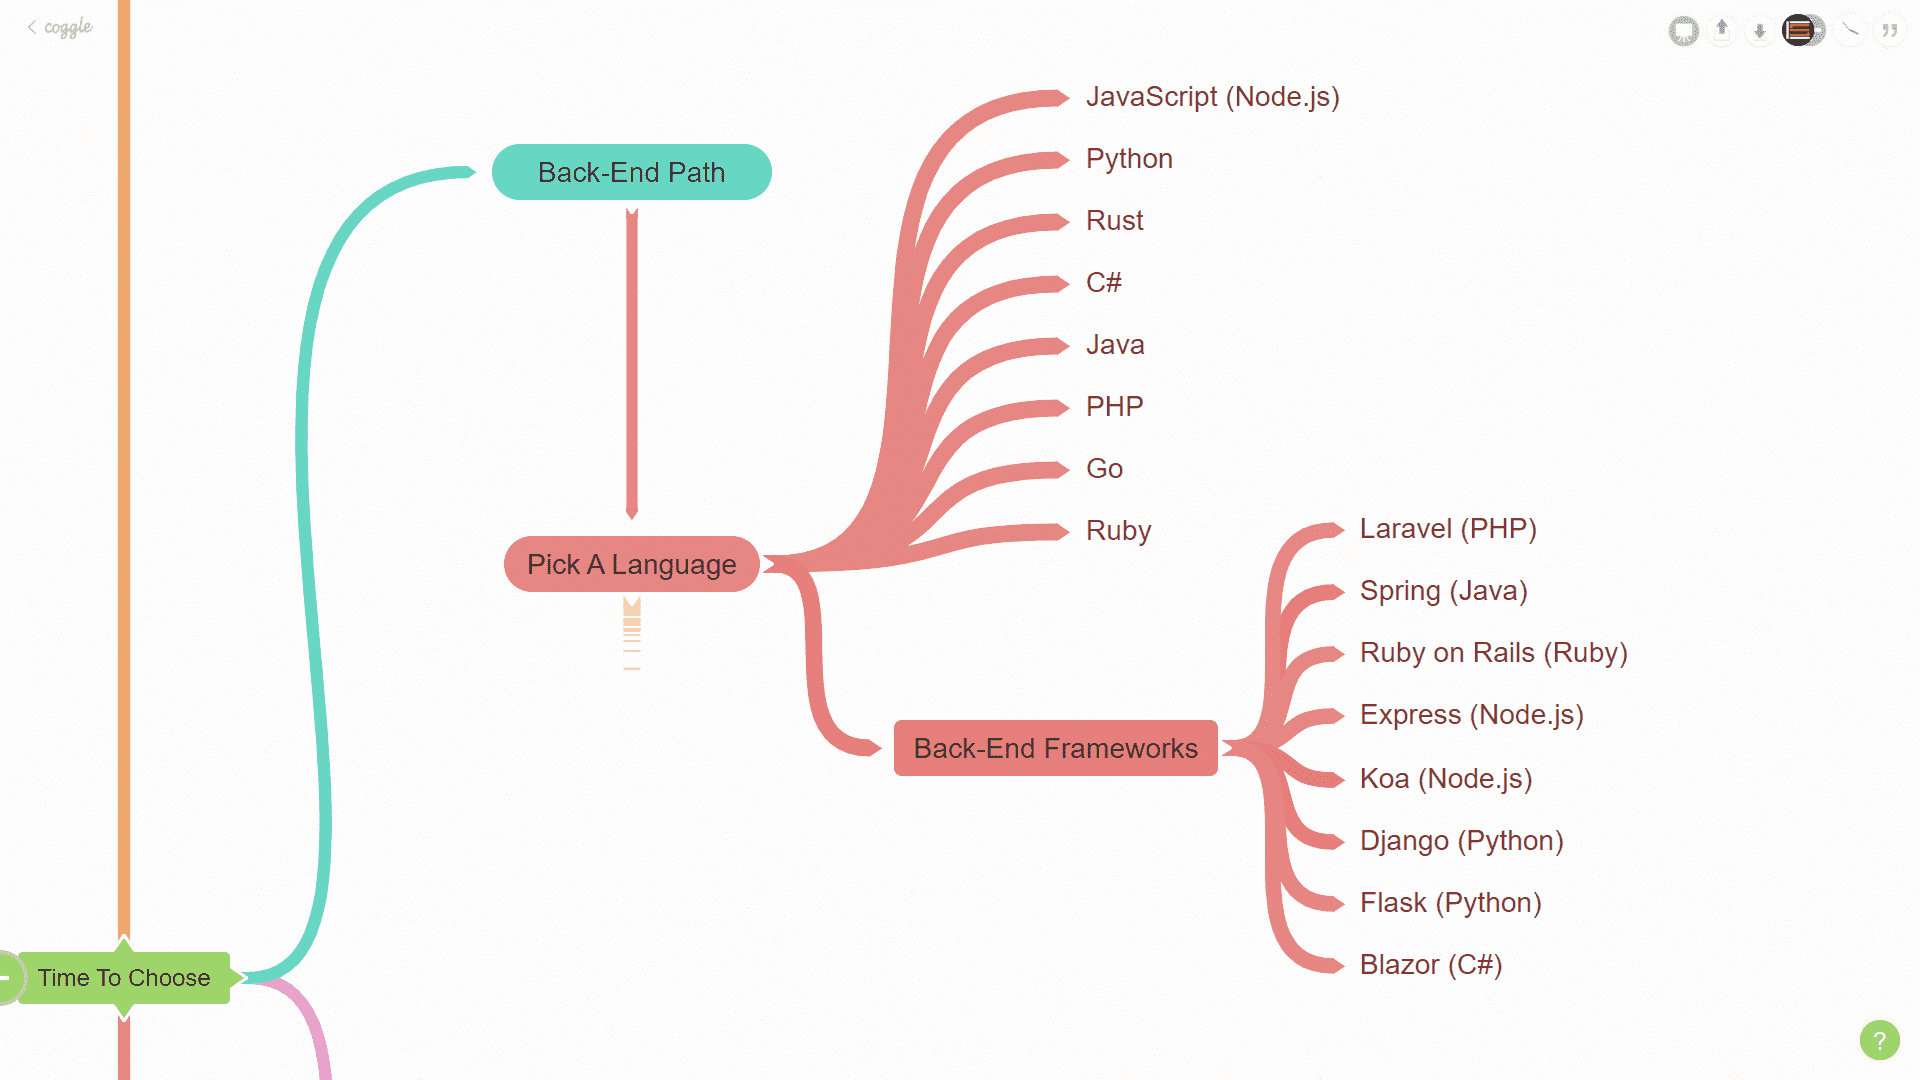 coggle
Back-End Path
Pick A Language
JavaScript (Node.js)
Python
Rust
C#
Java
PHP
Go
Ruby
Back-End Frameworks
Laravel (PHP)
Spring (Java)
Ruby on Rails (Ruby)
Express (Node.js)
Koa (Node.js)
Django (Python)
Flask (Python)
Blazor (C#)
Time To Choose
?